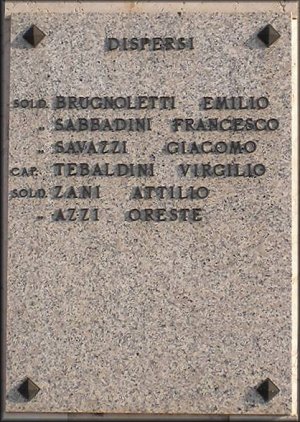 DISPERSI
SOLD. BRUGNOLETTI EMILIO
„ SABBADINI FRANCESCO
„ SAVAZZI GIACOMO
CAP. TEBALDINI VIRGILIO
SOLD. ZANI ATTILIO
„ AZZI ORESTE